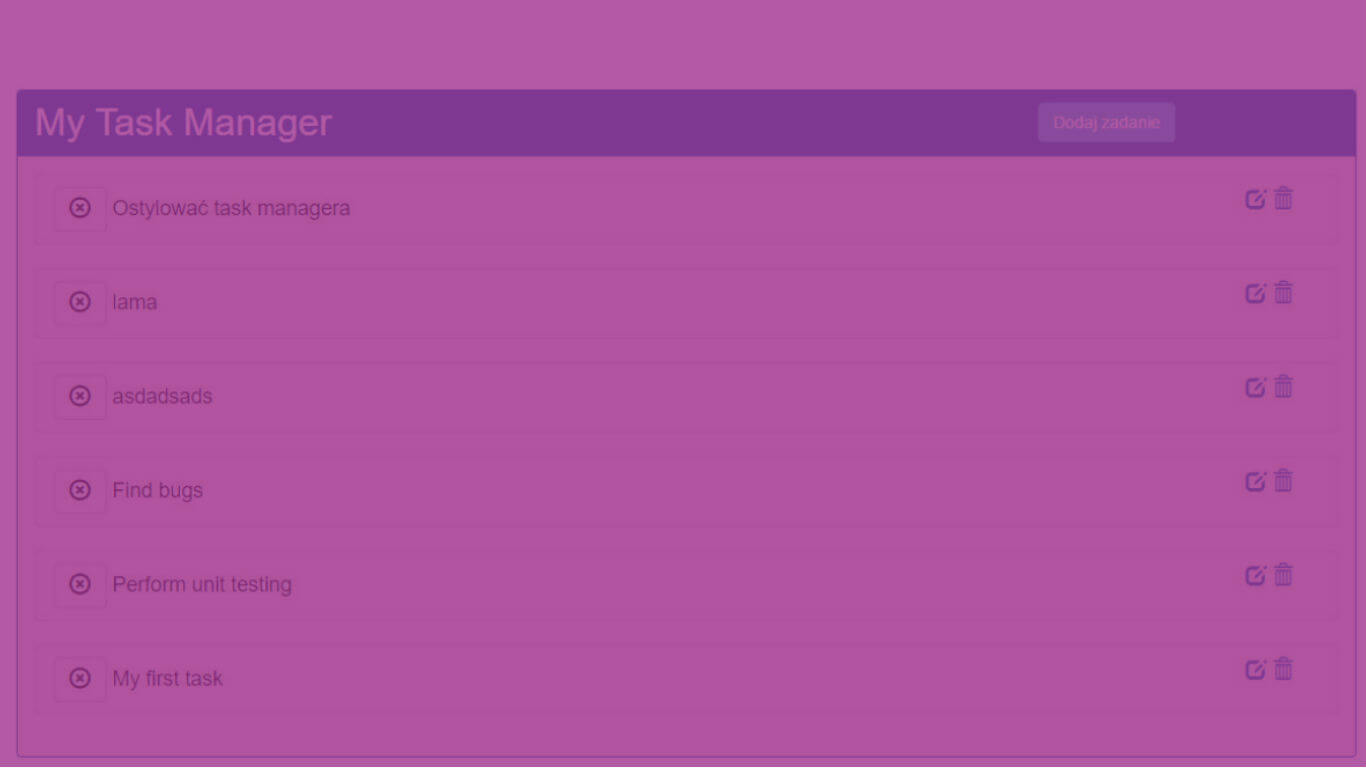 My Task Manager
Dodaj zadanie
Ostylować task managera
lama
asdadsads
Find bugs
Perform unit testing
My first task